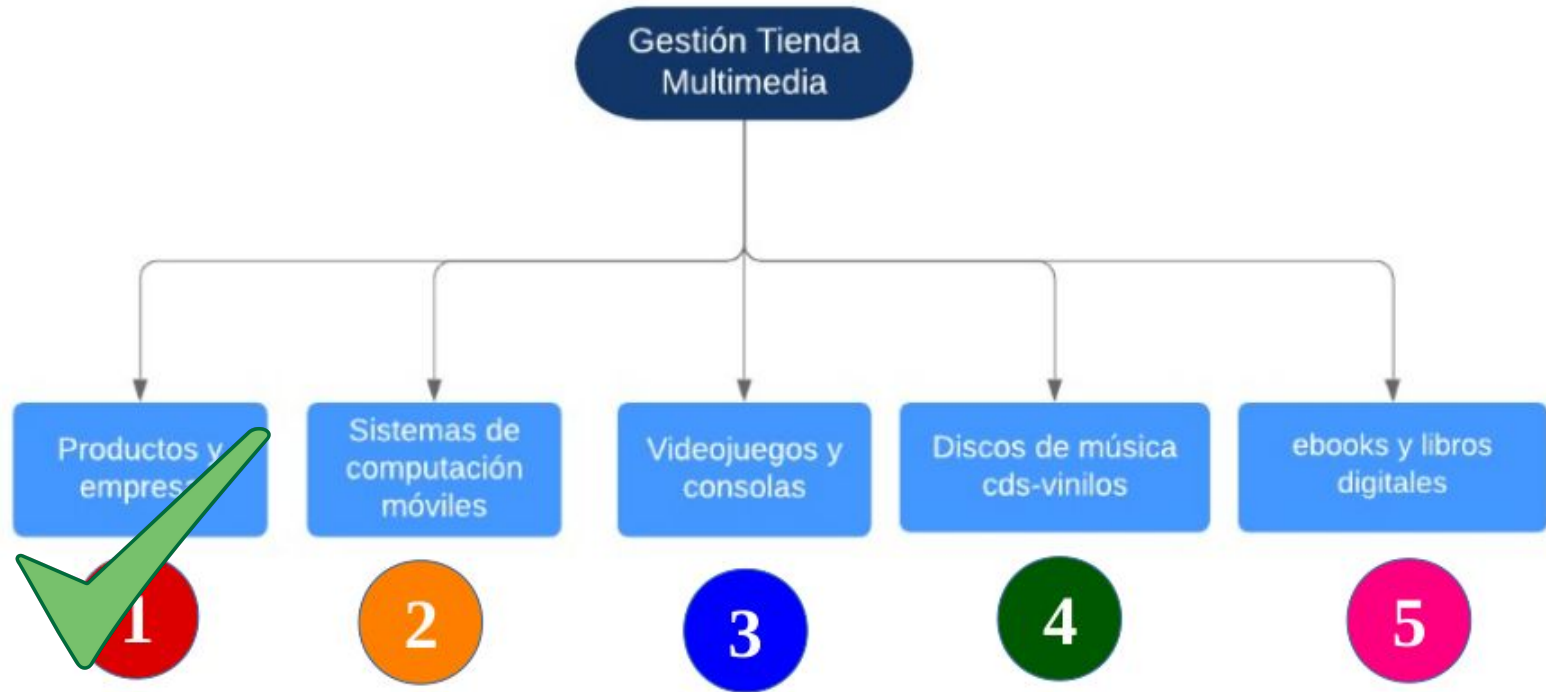 Gestión Tienda
Multimedia
Productos y
empresa
Sistemas de
computación
móviles
Videojuegos y
consolas
Discos de música
cds-vinilos
ebooks y libros
digitales
1
2
3
4
5